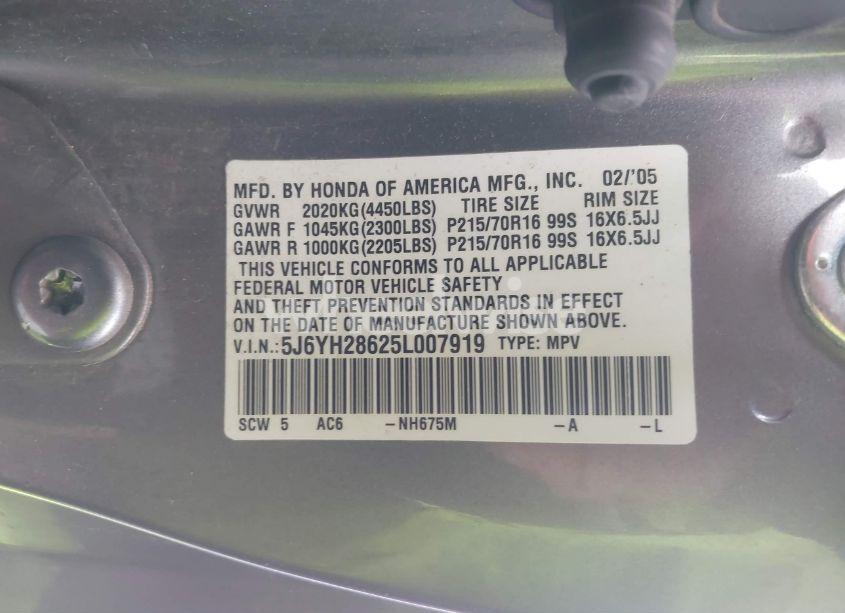 MFD. BY HONDA OF AMERICA MFG., INC. 02/'05
GVWR 2020KG(4450LBS) TIRE SIZE RIM SIZE
GAWR F 1045KG(2300LBS) P215/70R16 99S 16X6.5JJ
GAWR R 1000KG(2205LBS) P215/70R16 99S 16X6.5JJ
THIS VEHICLE CONFORMS TO ALL APPLICABLE
FEDERAL MOTOR VEHICLE SAFETY
AND THEFT PREVENTION STANDARDS IN EFFECT
ON THE DATE OF MANUFACTURE SHOWN ABOVE.
V.I.N.:5J6YH28625L007919 TYPE: MPV
SCW 5 AC6 -NH675M -A -L